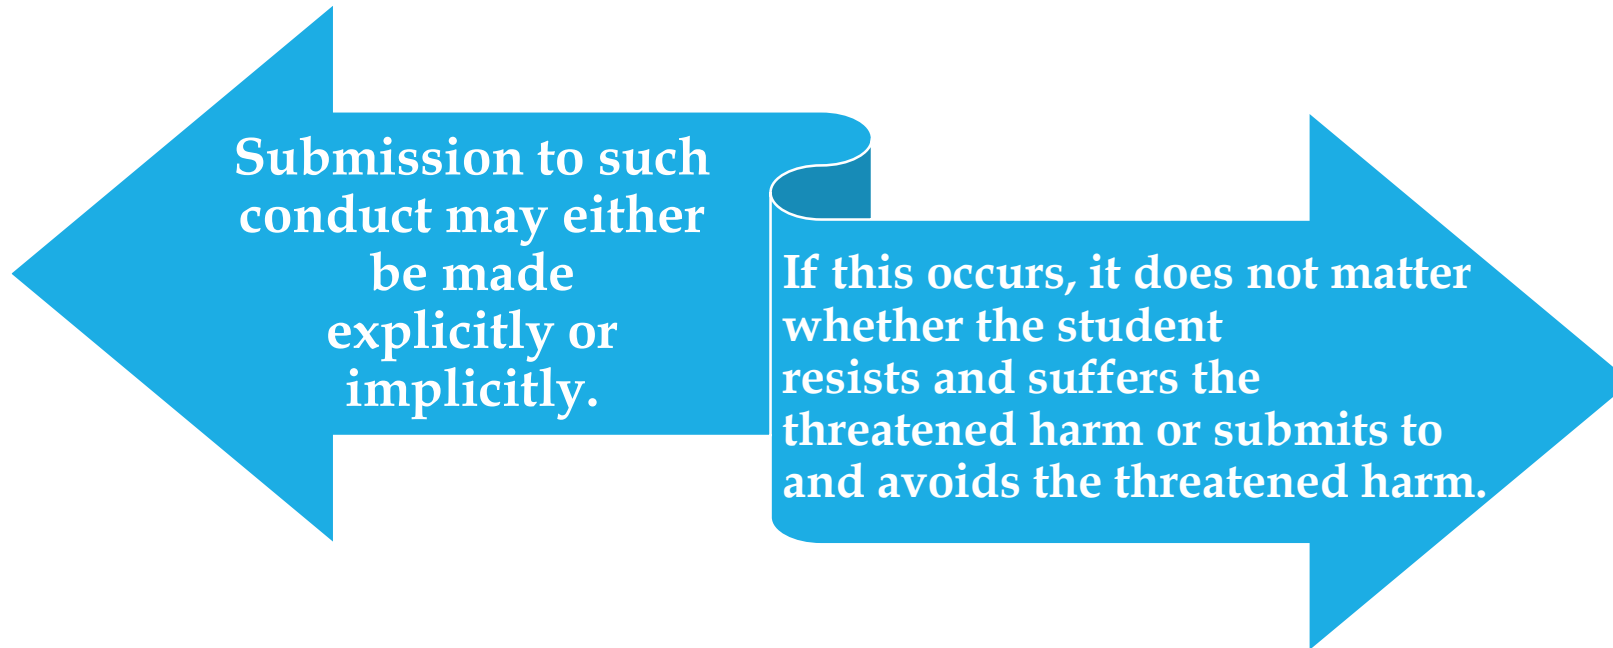 Submission to such
conduct may either
be made
explicitly or
implicitly.
If this occurs, it does not matter
whether the student
resists and suffers the
threatened harm or submits to
and avoids the threatened harm.